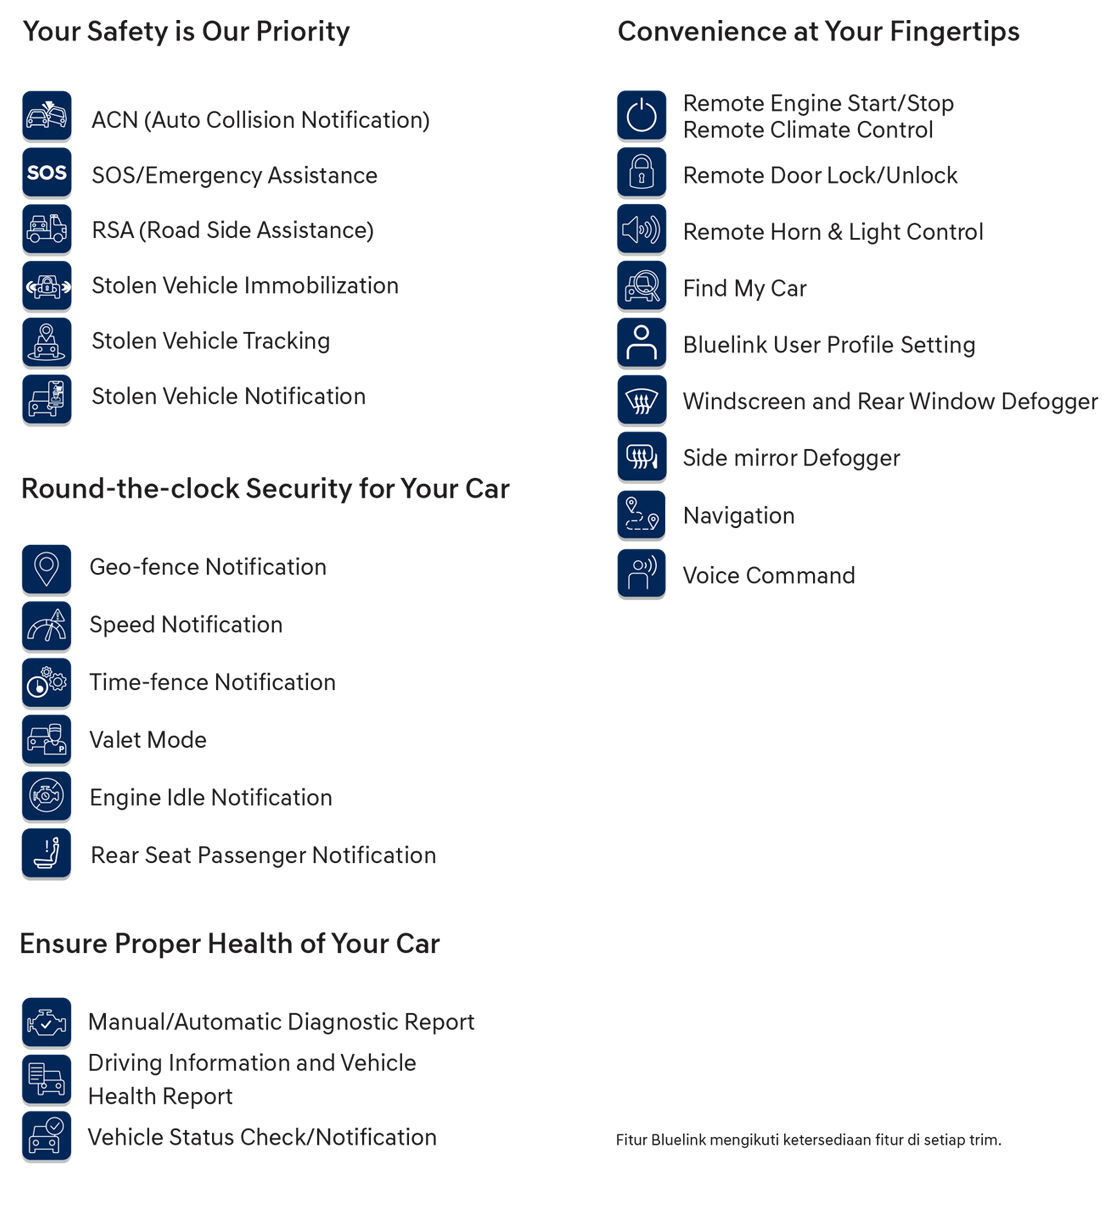 Your Safety is Our Priority
ACN (Auto Collision Notification)
SOS
SOS/Emergency Assistance
RSA (Road Side Assistance)
Stolen Vehicle Immobilization
Stolen Vehicle Tracking
Stolen Vehicle Notification
Round-the-clock Security for Your Car
Geo-fence Notification
Speed Notification
Time-fence Notification
P
Valet Mode
Engine Idle Notification
!
Rear Seat Passenger Notification
Ensure Proper Health of Your Car
Manual/Automatic Diagnostic Report
Driving Information and Vehicle
Health Report
Vehicle Status Check/Notification
Convenience at Your Fingertips
Remote Engine Start/Stop
Remote Climate Control
Remote Door Lock/Unlock
Remote Horn & Light Control
Find My Car
Bluelink User Profile Setting
Windscreen and Rear Window Defogger
Side mirror Defogger
Navigation
Voice Command
Fitur Bluelink mengikuti ketersediaan fitur di setiap trim.